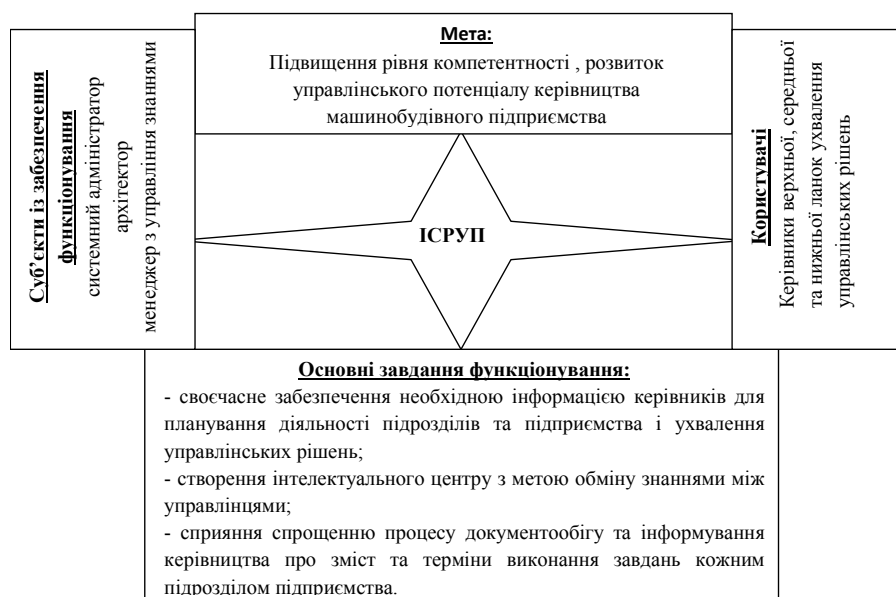 Мета:
Підвищення рівня компетентності , розвиток
управлінського потенціалу керівництва
машинобудівного підприємства
Суб’єкти із забезпечення
функціонування
системний адміністратор
архітектор
менеджер з управління знаннями
ІСРУП
Користувачі
Керівники верхньої, середньої
та нижньої ланок ухвалення
управлінських рішень
Основні завдання функціонування:
- своєчасне забезпечення необхідною інформацією керівників для
планування діяльності підрозділів та підприємства і ухвалення
управлінських рішень;
- створення інтелектуального центру з метою обміну знаннями між
управлінцями;
- сприяння спрощенню процесу документообігу та інформування
керівництва про зміст та терміни виконання завдань кожним
підрозділом підприємства.